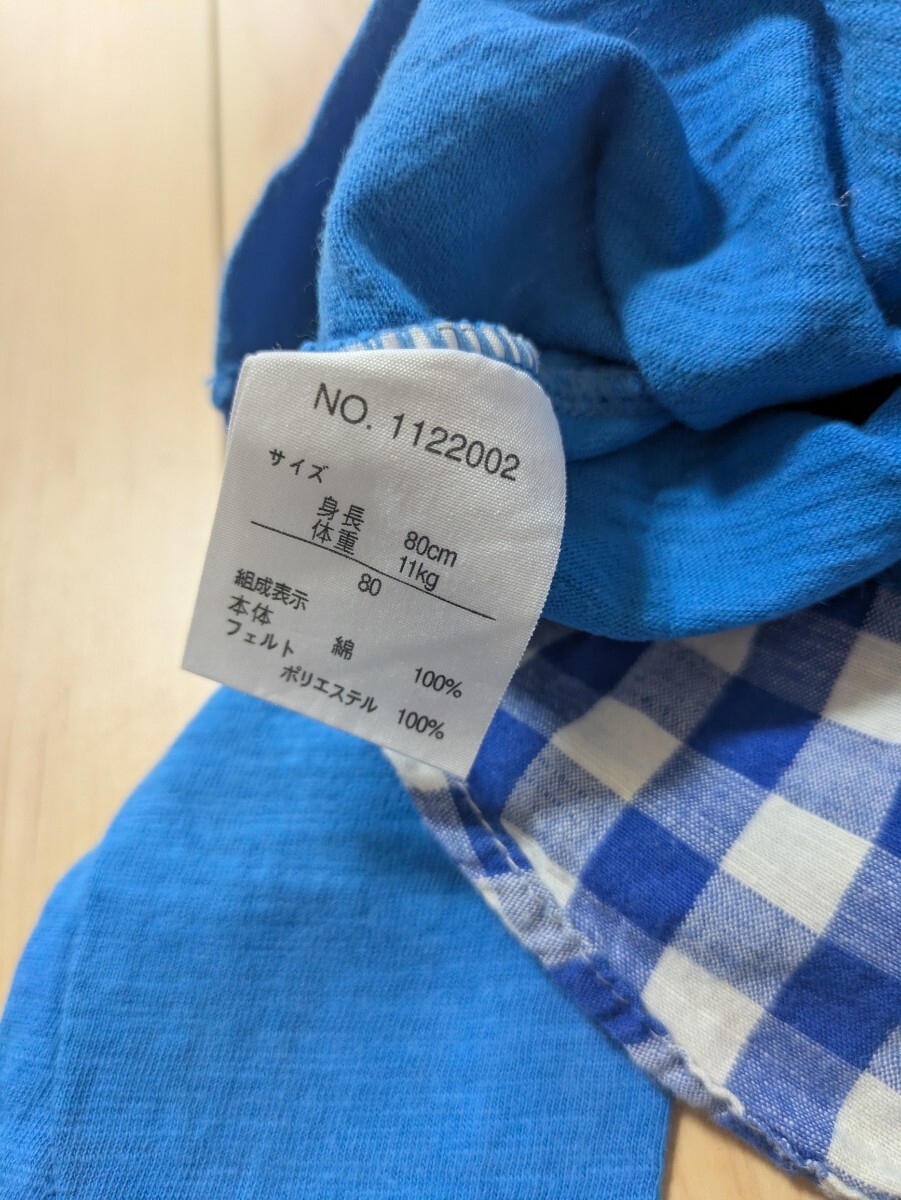 NO. 1122002
サイズ
身長 80cm
体重 11kg
80
組成表示
本体
綿 100%
フェルト
ポリエステル 100%